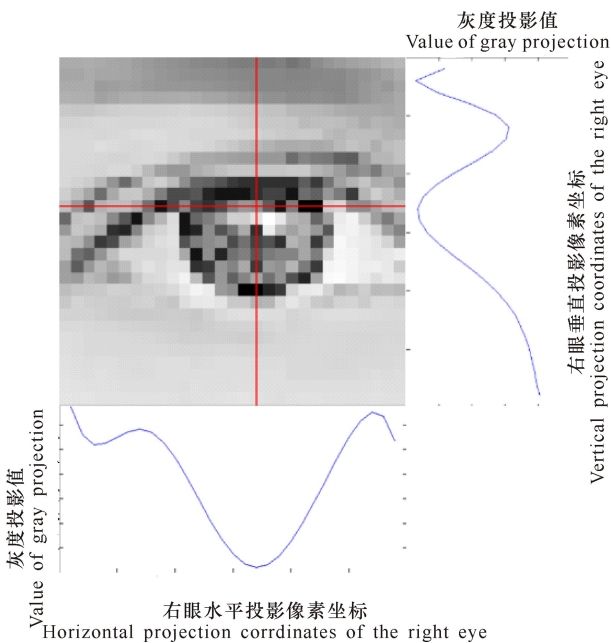 灰度投影值
Value of gray projection
右眼垂直投影像素坐标
Vertical projection coordinates of the right eye
灰度投影值
Value of gray projection
右眼水平投影像素坐标
Horizontal projection corrdinates of the right eye